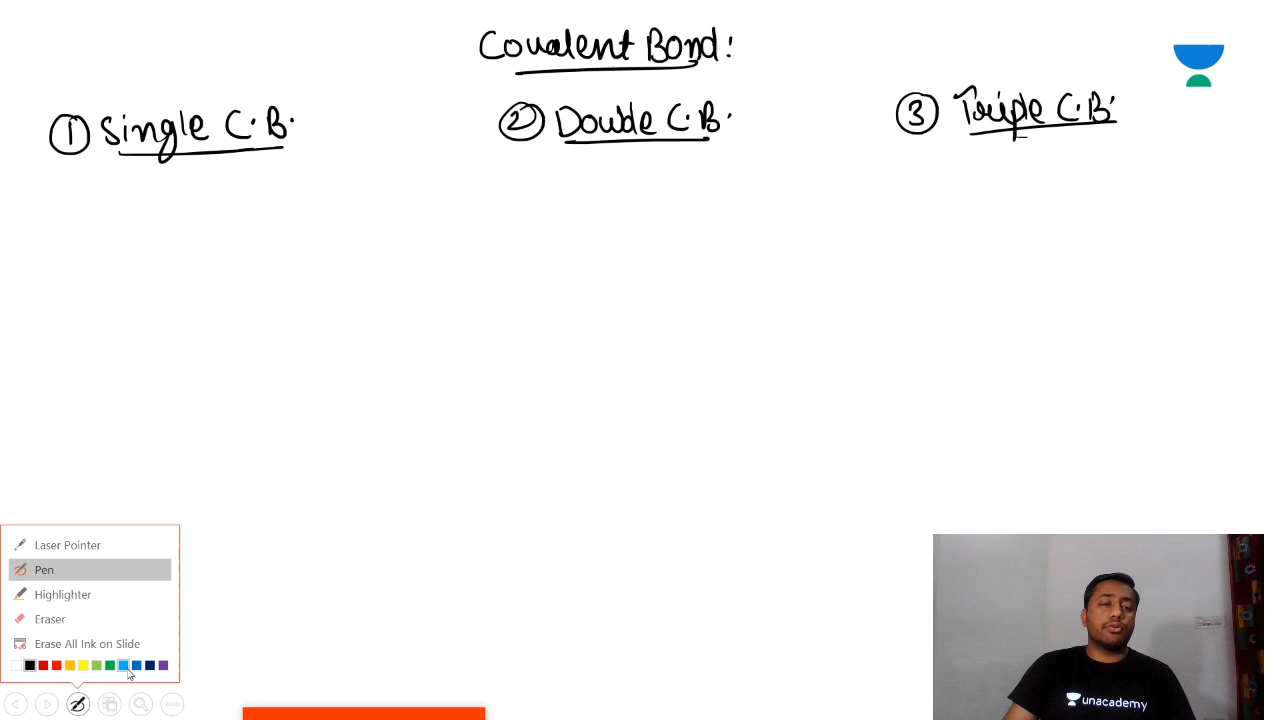 Covalent Bond:
① Single C.B.
② Double C.B.
③ Triple C.B.
Laser Pointer
Pen
Highlighter
Eraser
Erase All Ink on Slide
unacademy